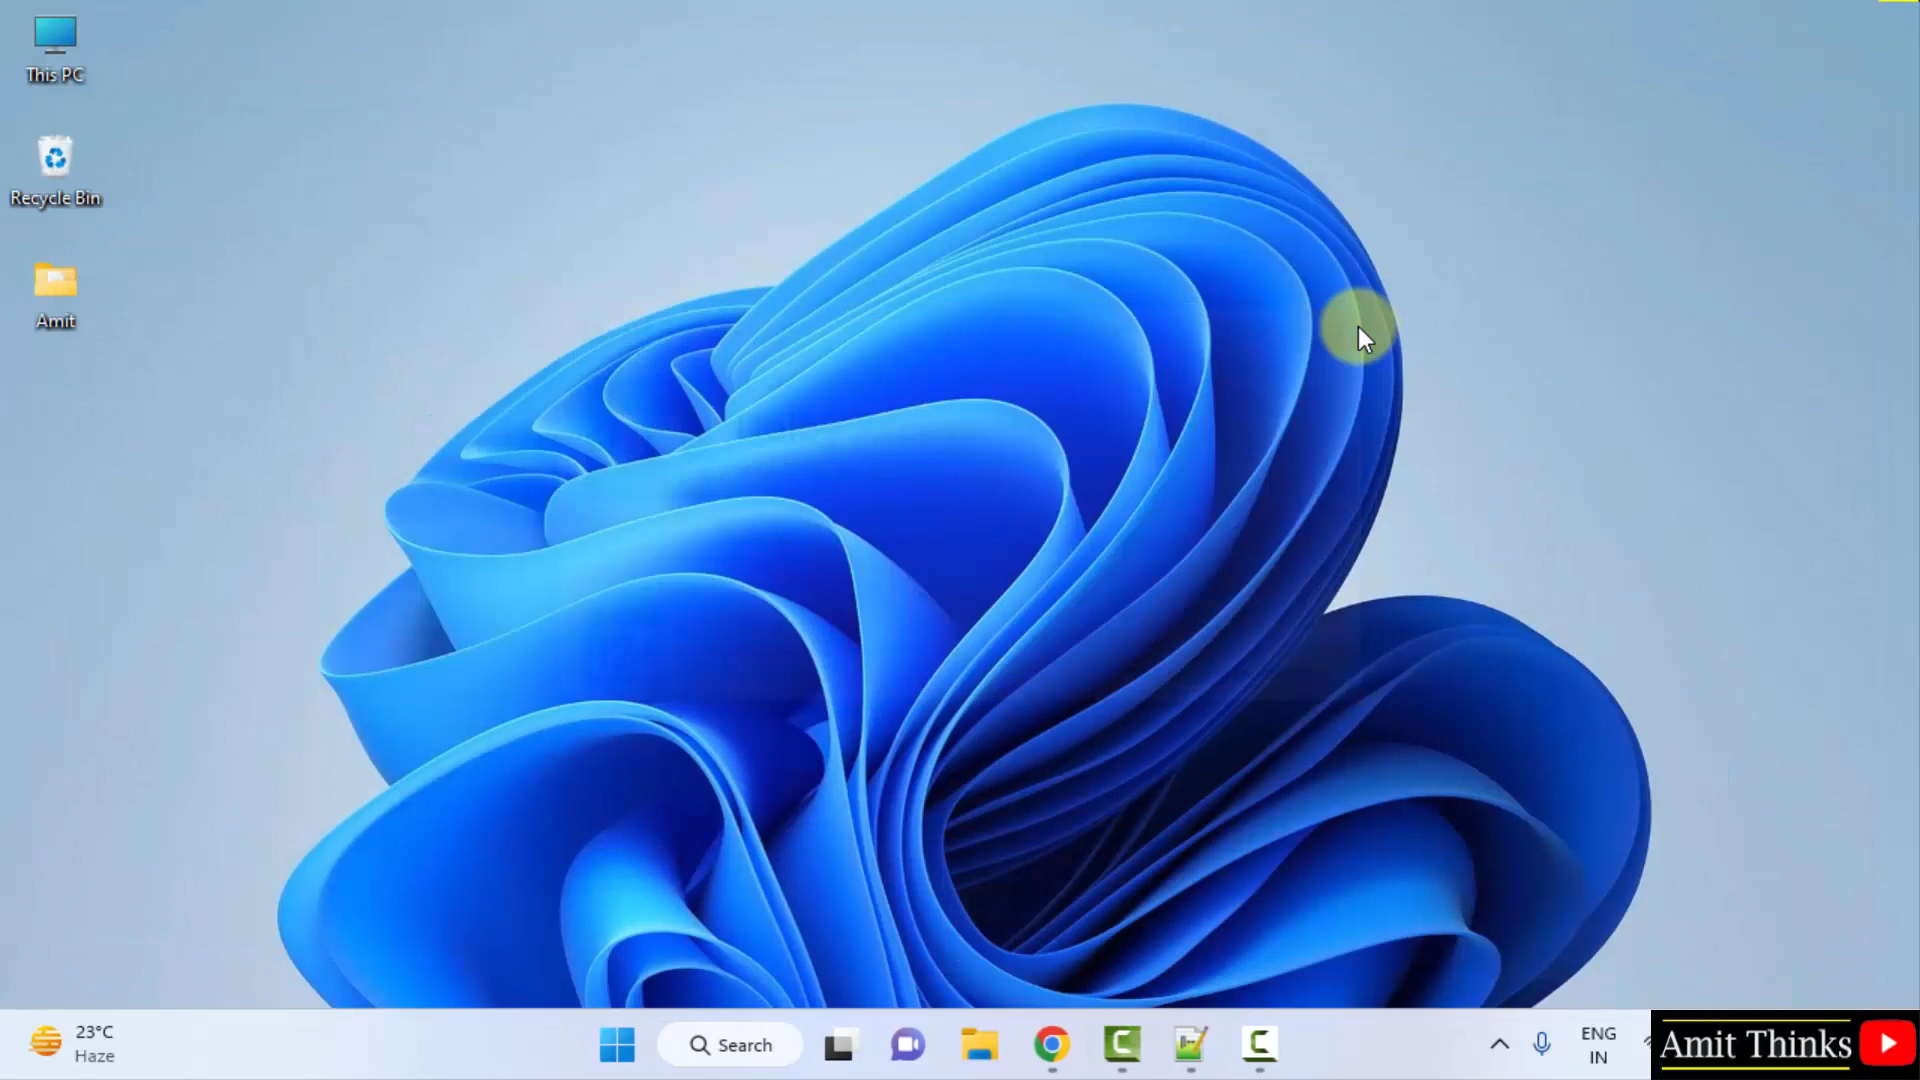 This PC
Recycle Bin
Amit
23°C
Haze
Search
ENG
IN
Amit Thinks